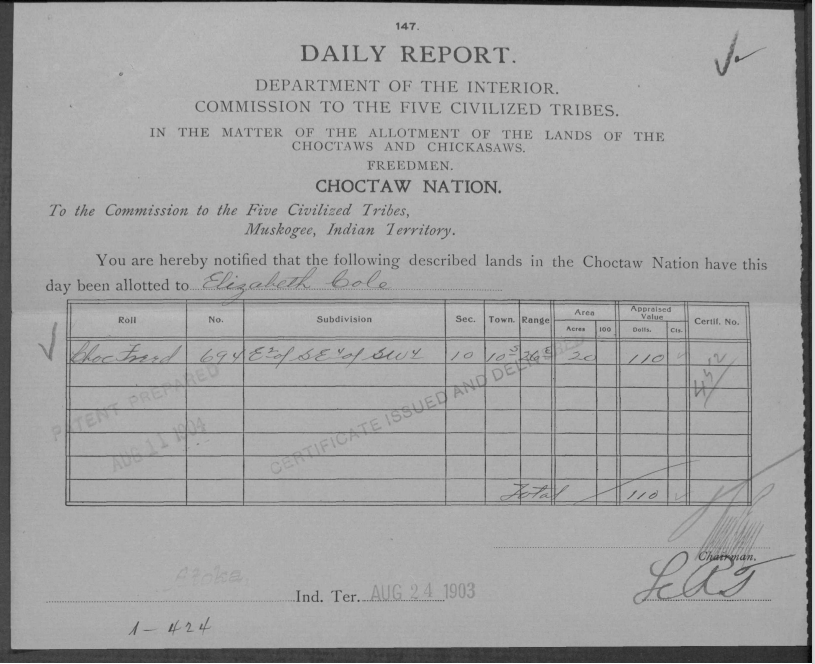 147.
DAILY REPORT.
DEPARTMENT OF THE INTERIOR.
COMMISSION TO THE FIVE CIVILIZED TRIBES.
IN THE MATTER OF THE ALLOTMENT OF THE LANDS OF THE
CHOCTAWS AND CHICKASAWS.
FREEDMEN.
CHOCTAW NATION.
To the Commission to the Five Civilized Tribes,
Muskogee, Indian Territory.
You are hereby notified that the following described lands in the Choctaw Nation have this
day been allotted to Elizabeth Cole
Roll No. Subdivision Sec. Town. Range Area Acres 100 Appraised Value Dolls. Cts. Certif. No.
Choc Freed 694 E2 of SE4 of SW4 10 10 S 26 E 20 110
PATENT PREPARED
AUG 11 1904
CERTIFICATE ISSUED AND
Total 110
Chairman.
Atoka,
Ind. Ter. AUG 24 1903
1-424